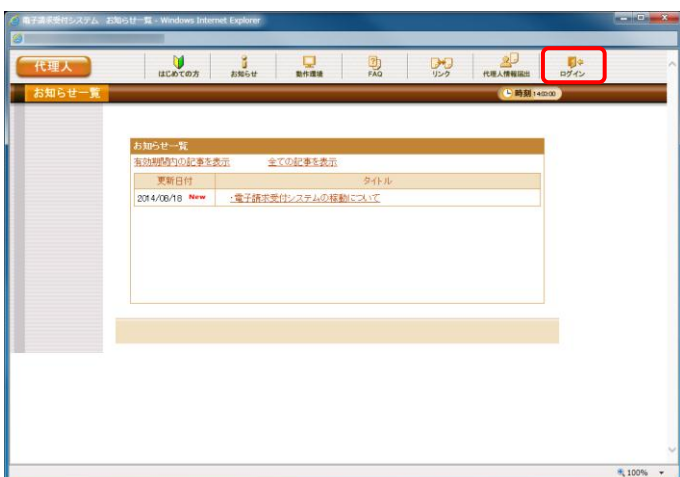 電子請求受付システム お知らせ一覧 - Windows Internet Explorer
代理人
はじめての方 お知らせ 動作環境 FAQ リンク 代理人情報届出 ログイン
お知らせ一覧
時刻 14:00:00
お知らせ一覧
有効期間内の記事を表示 全ての記事を表示
更新日付 タイトル
2014/08/18 New ・電子請求受付システムの稼動について
100%